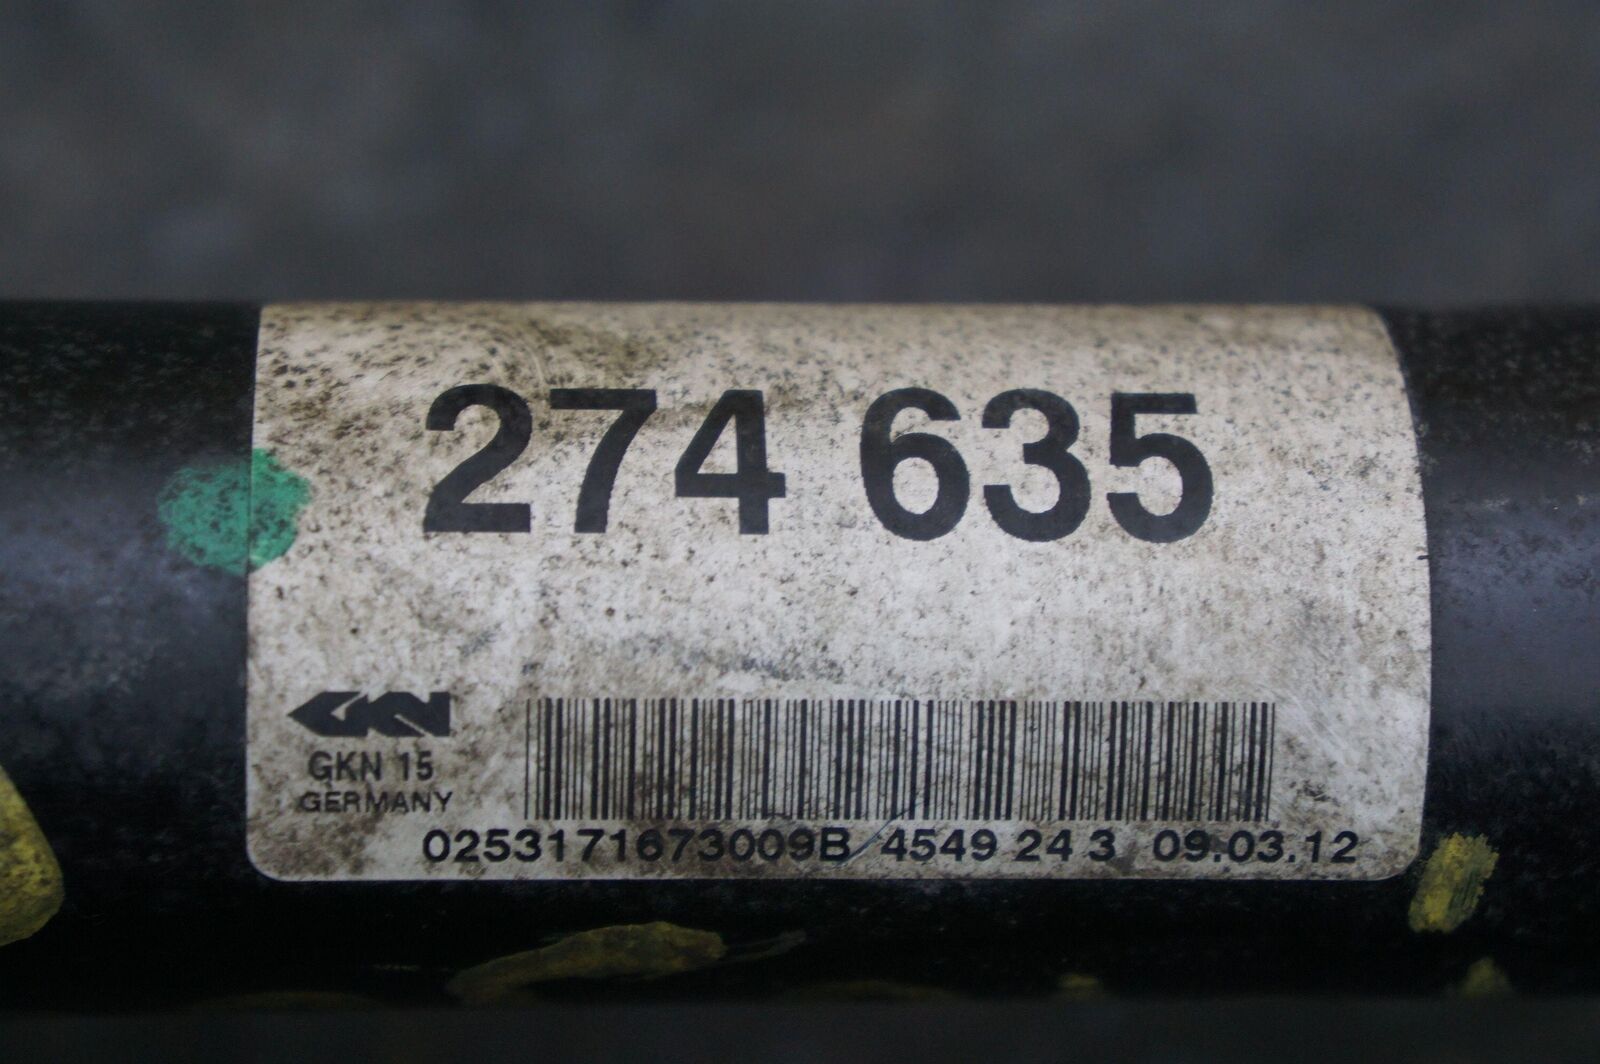 274 635
GKN
GKN 15
GERMANY
0253171673009B 4549 24 3 09.03.12